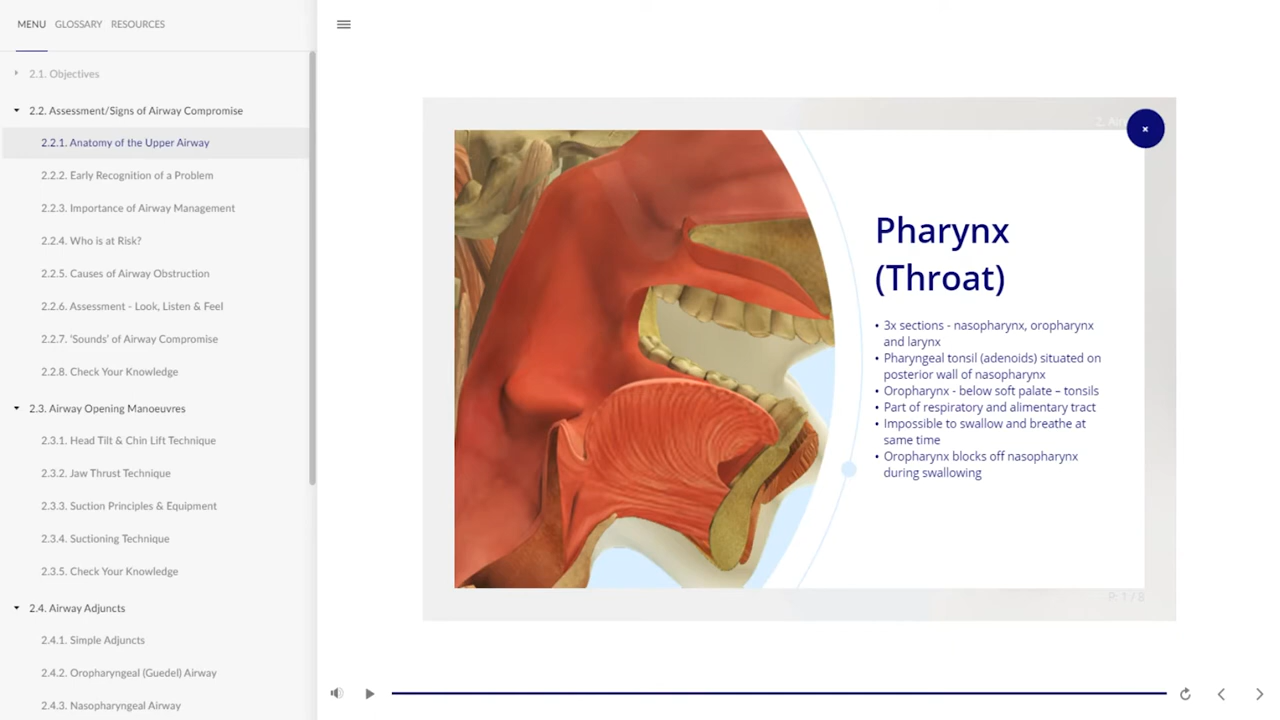 MENU GLOSSARY RESOURCES
2.1. Objectives
2.2. Assessment/Signs of Airway Compromise
2.2.1. Anatomy of the Upper Airway
2.2.2. Early Recognition of a Problem
2.2.3. Importance of Airway Management
2.2.4. Who is at Risk?
2.2.5. Causes of Airway Obstruction
2.2.6. Assessment - Look, Listen & Feel
2.2.7. 'Sounds' of Airway Compromise
2.2.8. Check Your Knowledge
2.3. Airway Opening Manoeuvres
2.3.1. Head Tilt & Chin Lift Technique
2.3.2. Jaw Thrust Technique
2.3.3. Suction Principles & Equipment
2.3.4. Suctioning Technique
2.3.5. Check Your Knowledge
2.4. Airway Adjuncts
2.4.1. Simple Adjuncts
2.4.2. Oropharyngeal (Guedel) Airway
2.4.3. Nasopharyngeal Airway
Pharynx
(Throat)
• 3x sections - nasopharynx, oropharynx
and larynx
• Pharyngeal tonsil (adenoids) situated on
posterior wall of nasopharynx
• Oropharynx - below soft palate – tonsils
• Part of respiratory and alimentary tract
• Impossible to swallow and breathe at
same time
• Oropharynx blocks off nasopharynx
during swallowing